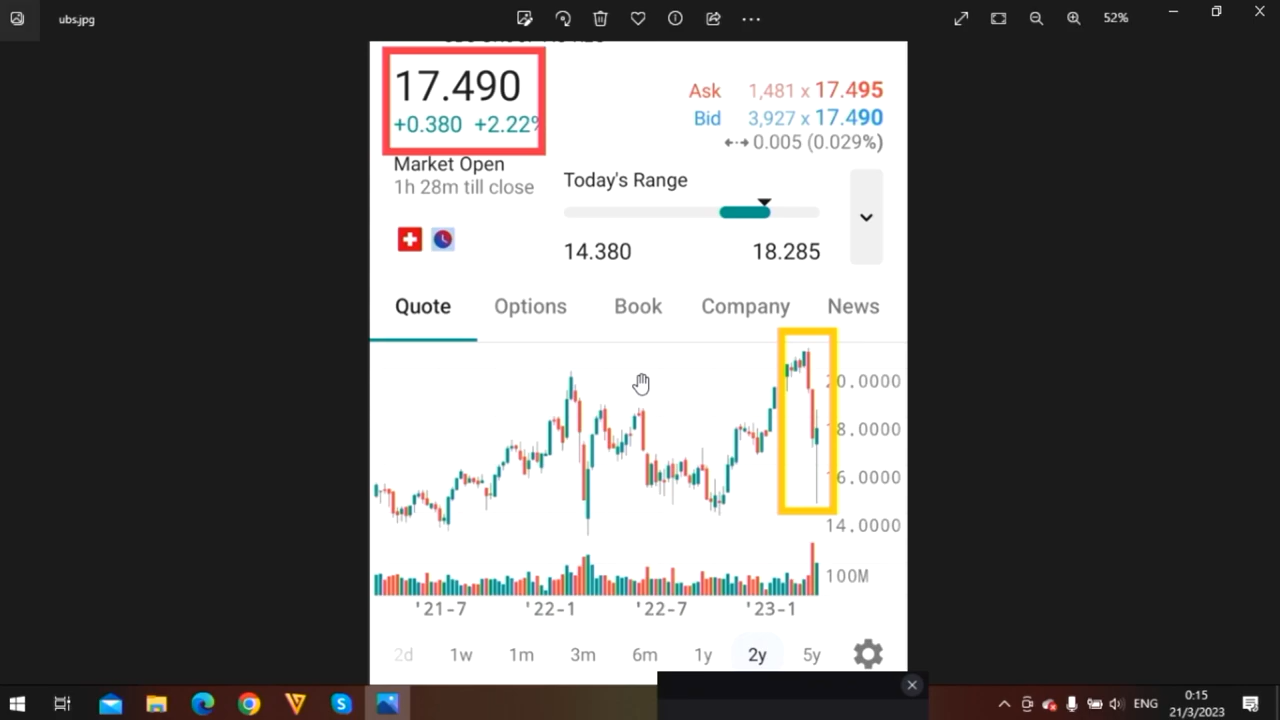 ubs.jpg
52%
17.490
+0.380 +2.22%
Ask 1,481 x 17.495
Bid 3,927 x 17.490
0.005 (0.029%)
Market Open
1h 28m till close
Today's Range
14.380 18.285
Quote Options Book Company News
20.0000
18.0000
16.0000
14.0000
100M
'21-7 '22-1 '22-7 '23-1
2d 1w 1m 3m 6m 1y 2y 5y
ENG
0:15
21/3/2023